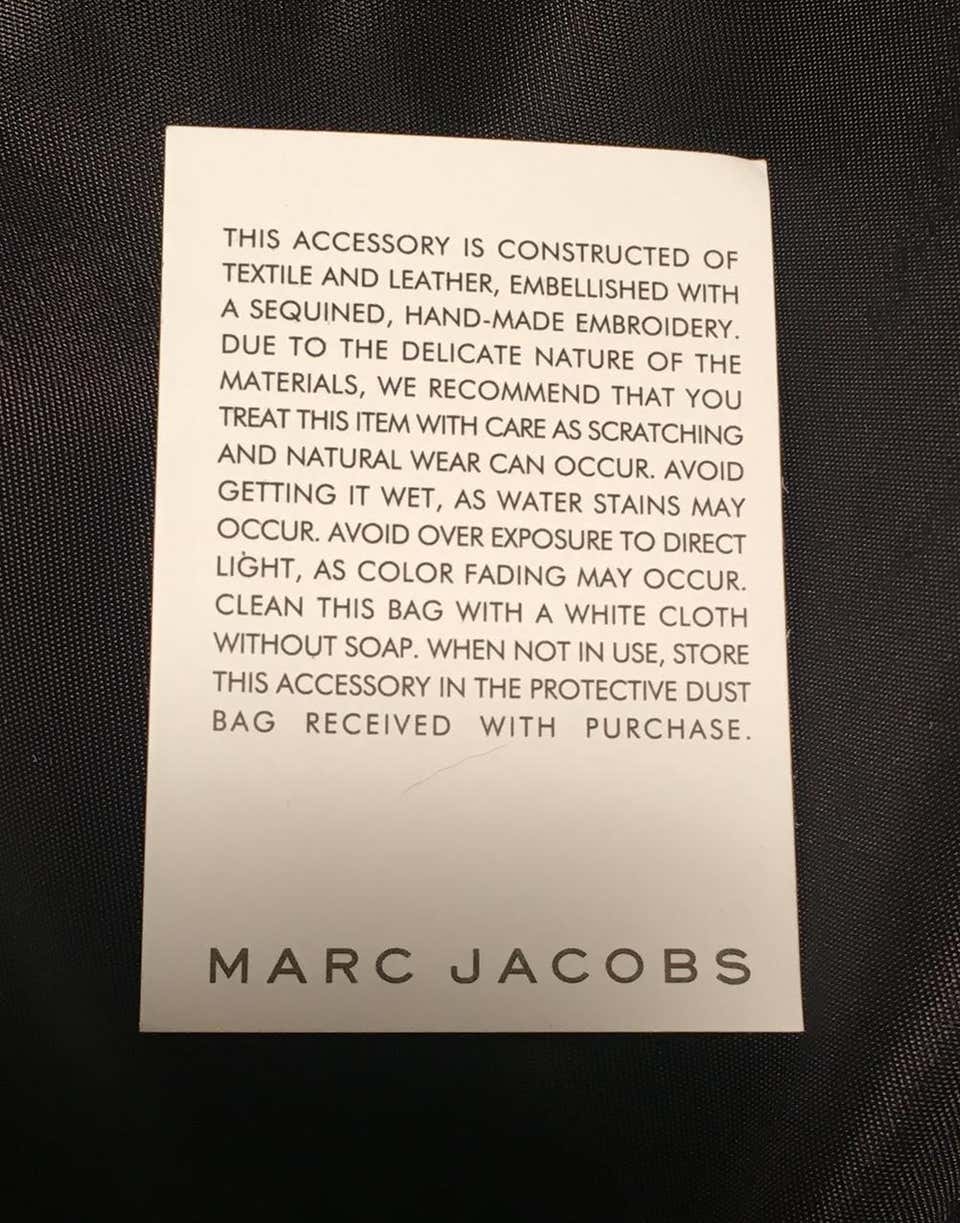 THIS ACCESSORY IS CONSTRUCTED OF
TEXTILE AND LEATHER, EMBELLISHED WITH
A SEQUINED, HAND-MADE EMBROIDERY.
DUE TO THE DELICATE NATURE OF THE
MATERIALS, WE RECOMMEND THAT YOU
TREAT THIS ITEM WITH CARE AS SCRATCHING
AND NATURAL WEAR CAN OCCUR. AVOID
GETTING IT WET, AS WATER STAINS MAY
OCCUR. AVOID OVER EXPOSURE TO DIRECT
LIGHT, AS COLOR FADING MAY OCCUR.
CLEAN THIS BAG WITH A WHITE CLOTH
WITHOUT SOAP. WHEN NOT IN USE, STORE
THIS ACCESSORY IN THE PROTECTIVE DUST
BAG RECEIVED WITH PURCHASE.
MARC JACOBS